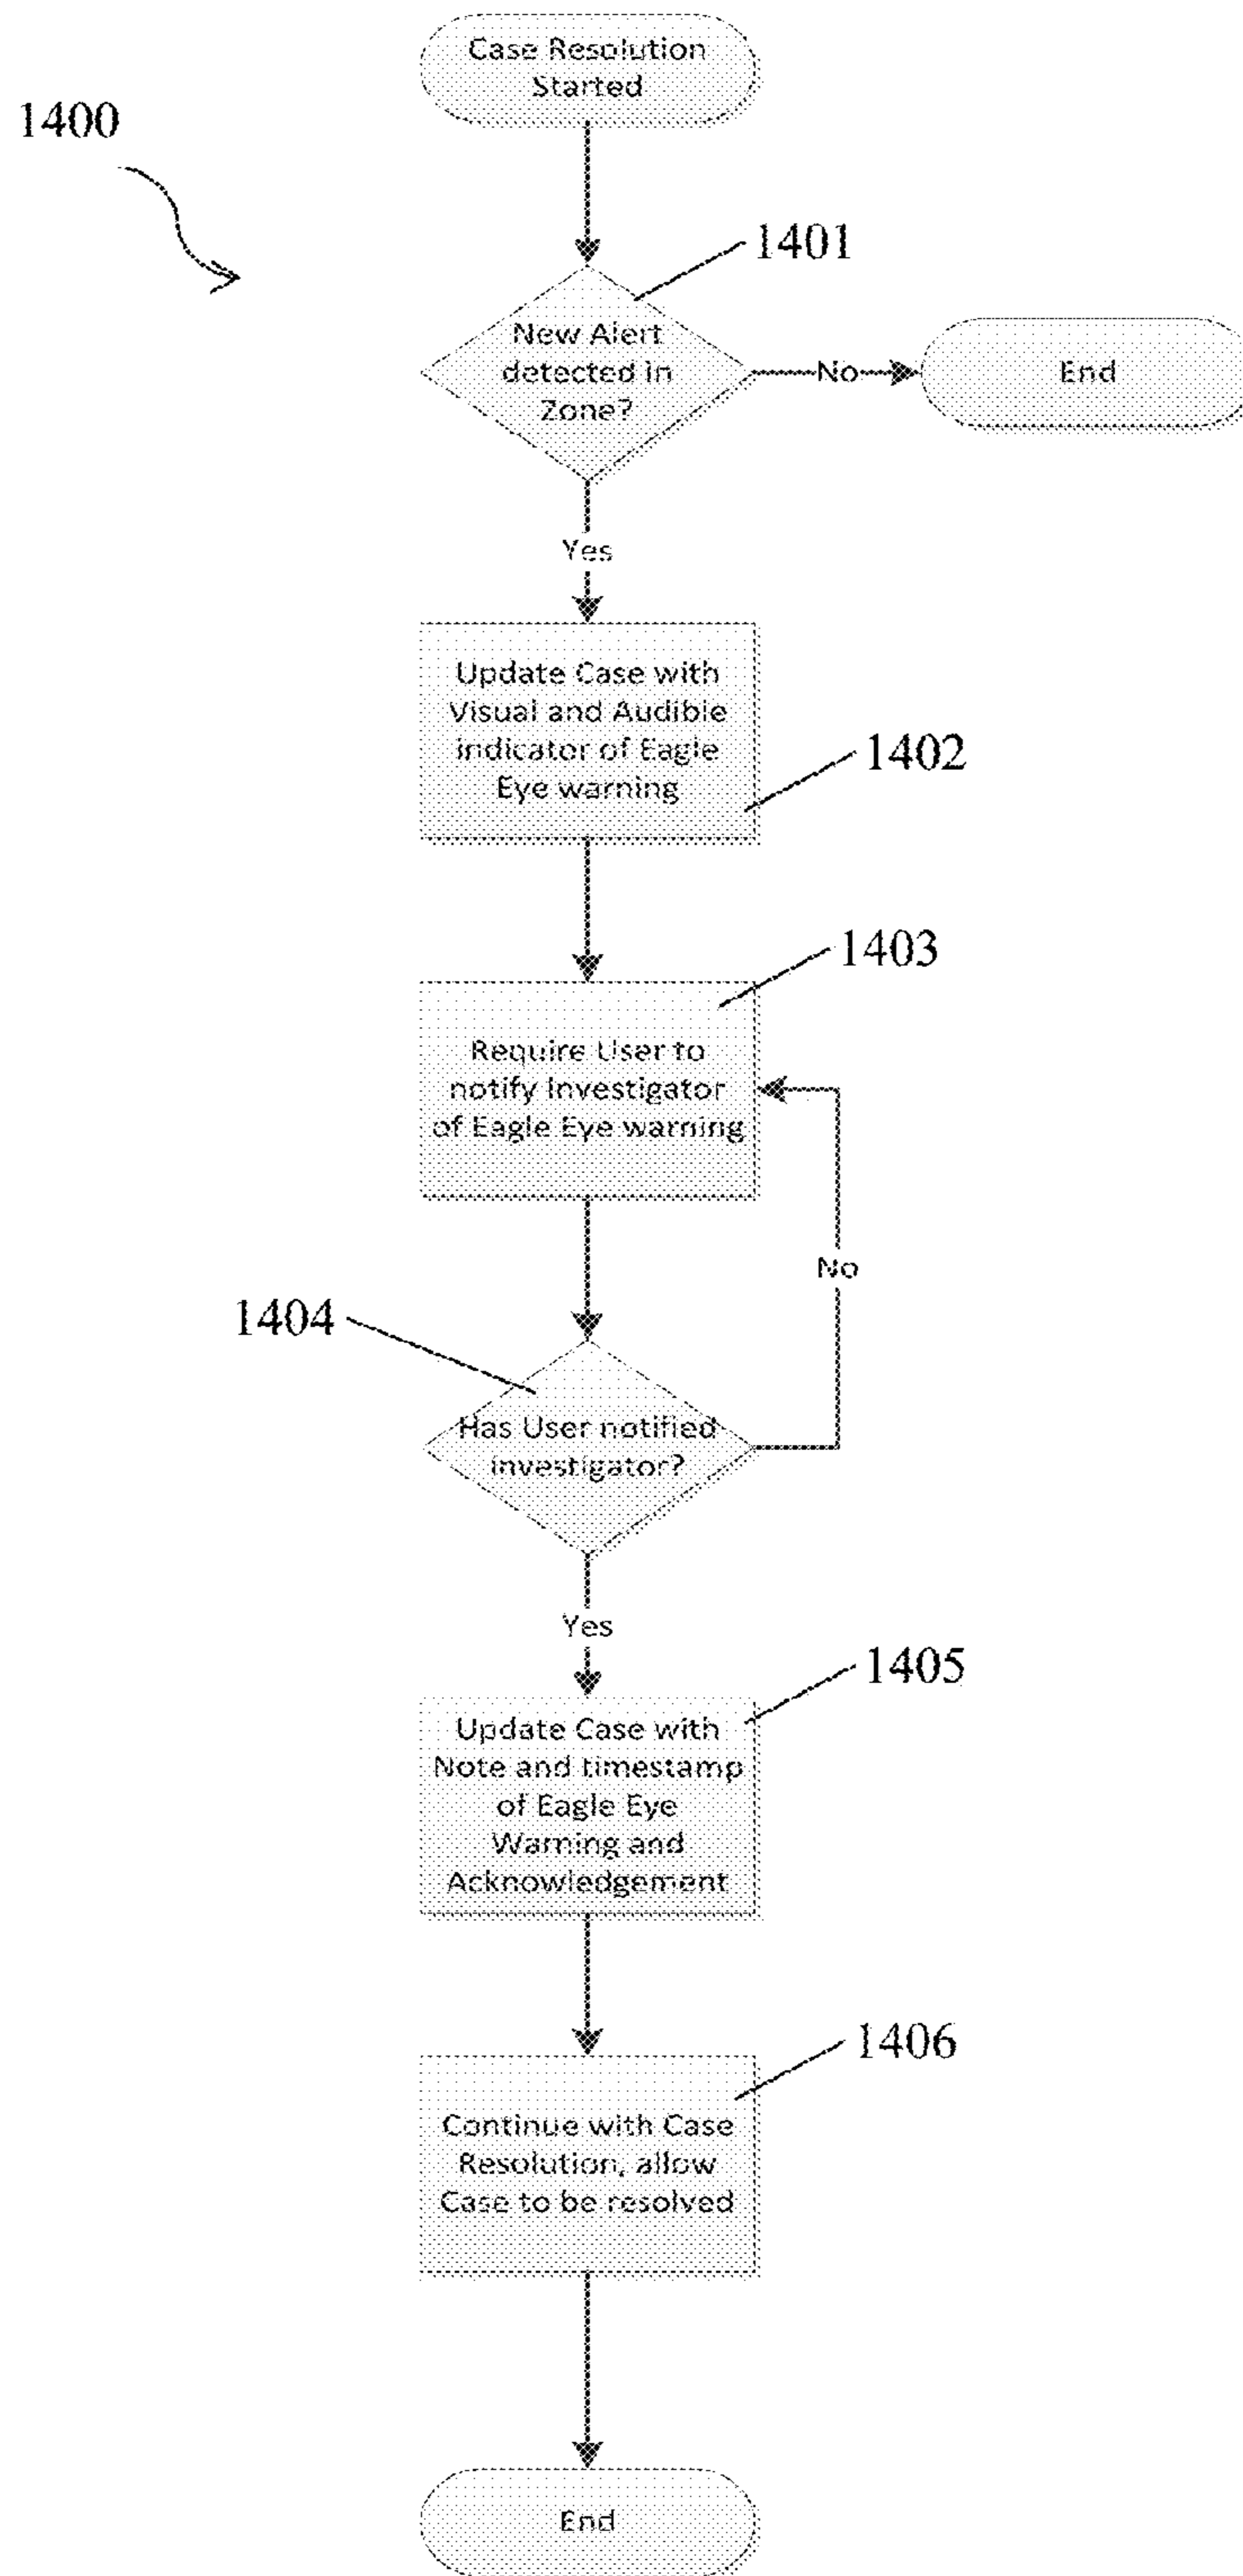 Case Resolution
Started
1400
1401
New Alert
detected in
Zone?
No
End
Yes
Update Case with
Visual and Audible
indicator of Eagle
Eye warning
1402
1403
Require User to
notify Investigator
of Eagle Eye warning
No
1404
Has User notified
investigator?
Yes
1405
Update Case with
Note and timestamp
of Eagle Eye
Warning and
Acknowledgement
1406
Continue with Case
Resolution, allow
Case to be resolved
End